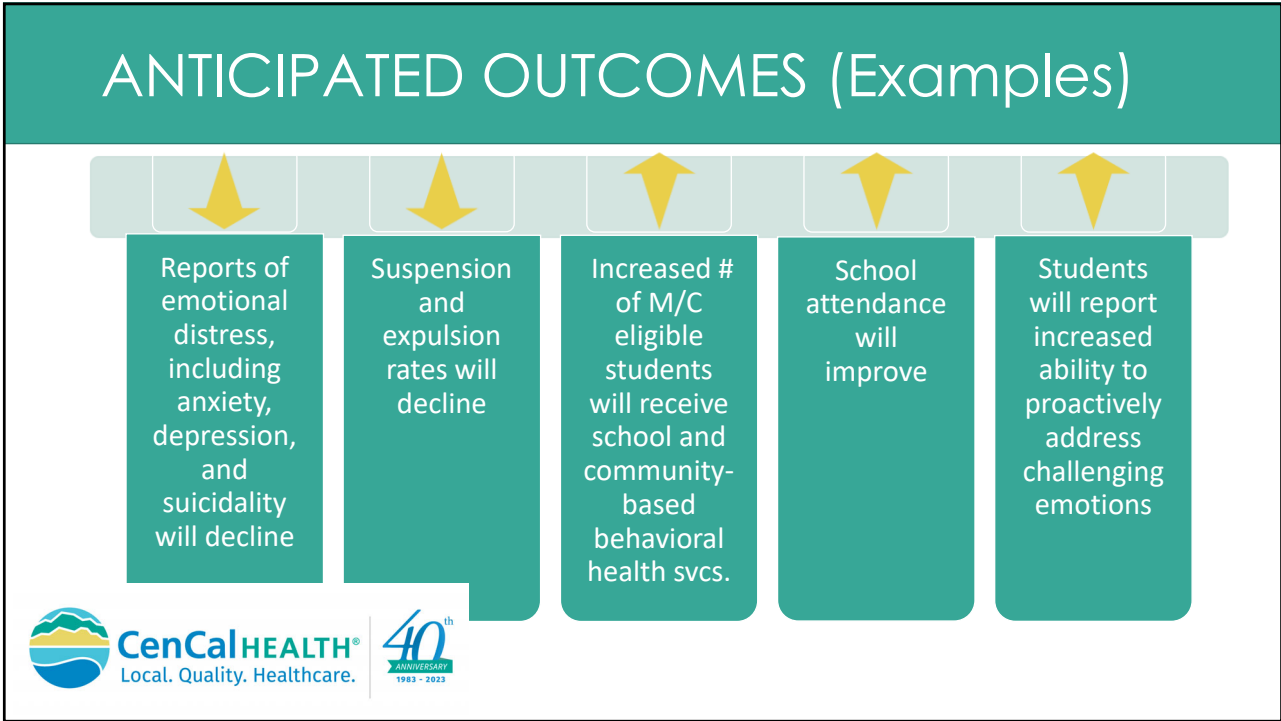 ANTICIPATED OUTCOMES (Examples)
Reports of
emotional
distress,
including
anxiety,
depression,
and
suicidality
will decline
Suspension
and
expulsion
rates will
decline
Increased #
of M/C
eligible
students
will receive
school and
community-
based
behavioral
health svcs.
School
attendance
will
improve
Students
will report
increased
ability to
proactively
address
challenging
emotions
CenCalHEALTH®
Local. Quality. Healthcare.
40th
ANNIVERSARY
1983 - 2023